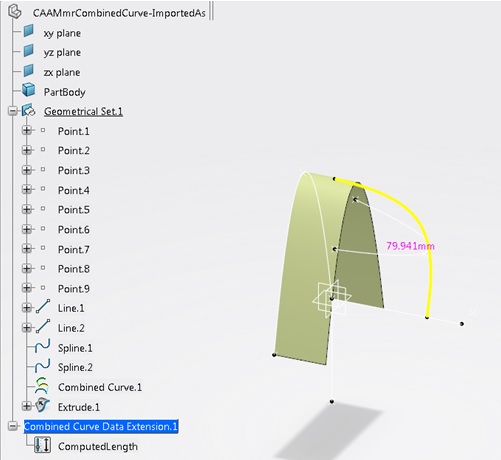 CAAMmrCombinedCurve-ImportedAs
xy plane
yz plane
zx plane
PartBody
Geometrical Set.1
Point.1
Point.2
Point.3
Point.4
Point.5
Point.6
Point.7
Point.8
Point.9
Line.1
Line.2
Spline.1
Spline.2
Combined Curve.1
Extrude.1
Combined Curve Data Extension.1
ComputedLength
79.941mm